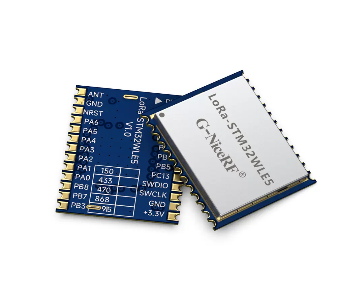 ANT
GND
NRST
PA6
PA5
PA4
PA3
PA2
PA1
PA0
PB8
PB7
PB3
LoRa-STM32WLE5
V1.0
150
433
470
868
915
PB5
PC13
SWDIO
SWCLK
GND
+3.3V
LoRa-STM32WLE5
G-NiceRF®